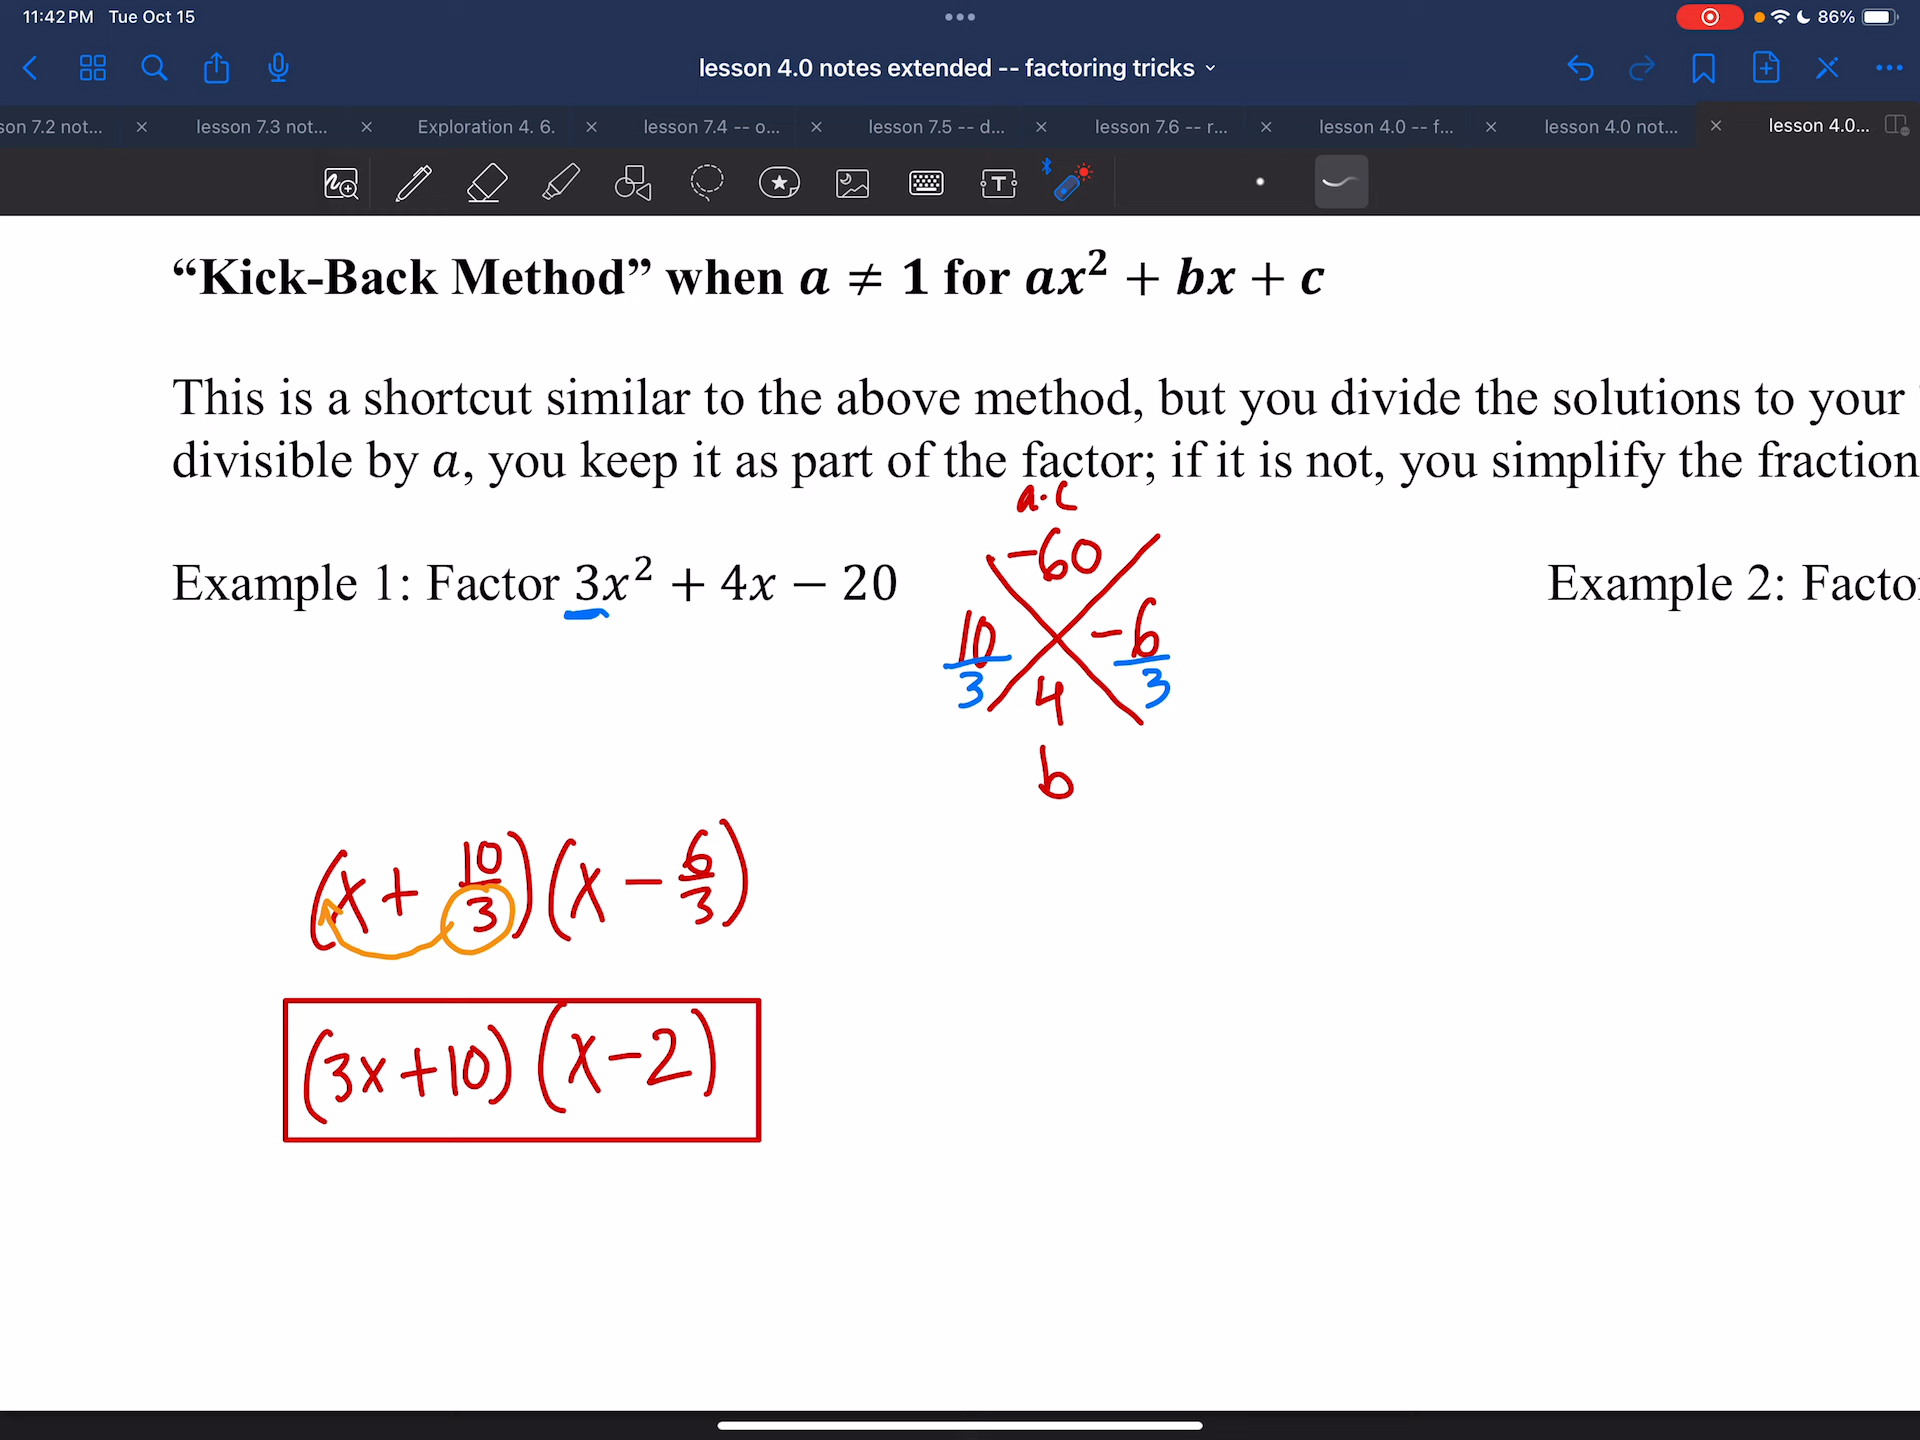 11:42 PM Tue Oct 15
86%
lesson 4.0 notes extended -- factoring tricks
son 7.2 not...
lesson 7.3 not...
Exploration 4. 6.
lesson 7.4 -- o...
lesson 7.5 -- d...
lesson 7.6 -- r...
lesson 4.0 -- f...
lesson 4.0 not...
lesson 4.0...
“Kick-Back Method” when a ≠ 1 for ax² + bx + c
This is a shortcut similar to the above method, but you divide the solutions to your
divisible by a, you keep it as part of the factor; if it is not, you simplify the fraction
a·c
-60
Example 1: Factor 3x² + 4x − 20
10/3
-6/3
4
b
Example 2: Facto
(x + 10/3)(x - 6/3)
(3x+10)(x-2)